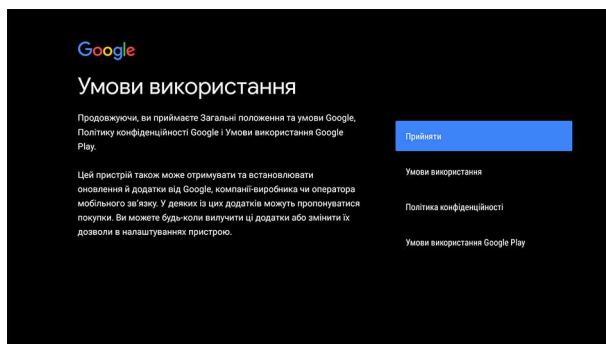 Google
Умови використання
Продовжуючи, ви приймаєте Загальні положення та умови Google,
Політику конфіденційності Google і Умови використання Google
Play.
Цей пристрій також може отримувати та встановлювати
оновлення й додатки від Google, компанії-виробника чи оператора
мобільного зв'язку. У деяких із цих додатків можуть пропонуватися
покупки. Ви можете будь-коли вилучити ці додатки або змінити їх
дозволи в налаштуваннях пристрою.
Прийняти
Умови використання
Політика конфіденційності
Умови використання Google Play